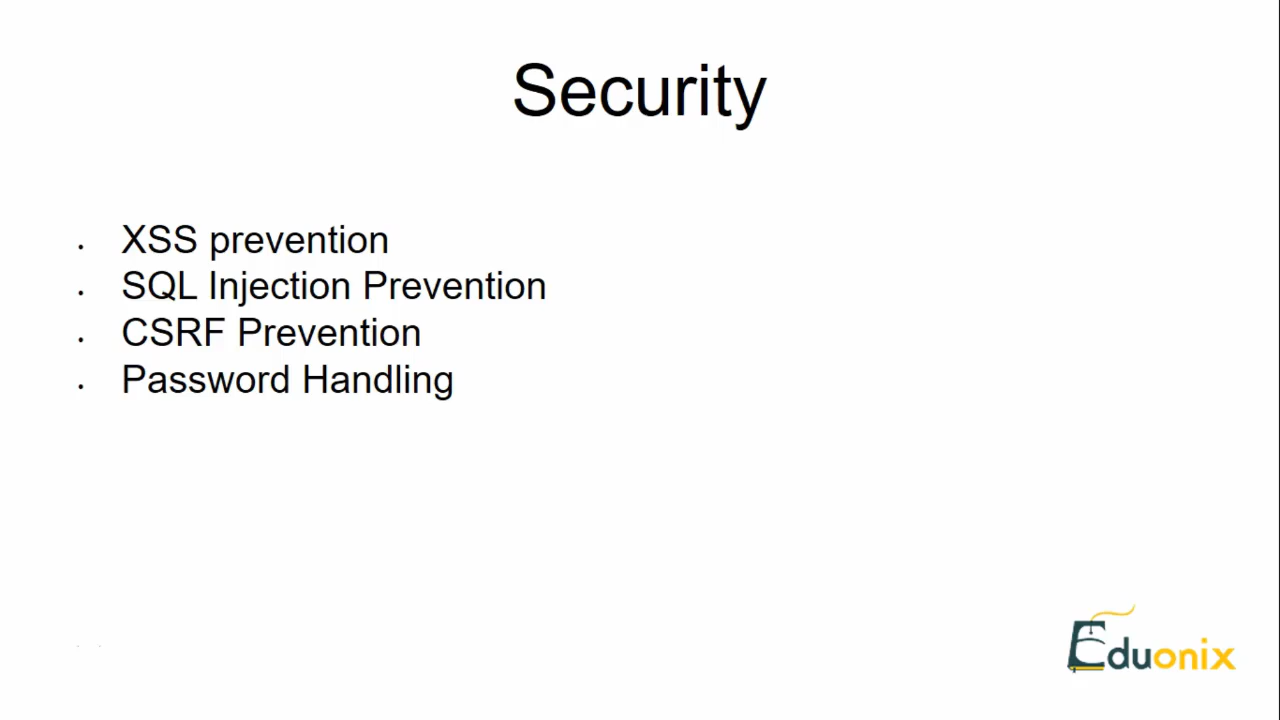 Security
· XSS prevention
· SQL Injection Prevention
· CSRF Prevention
· Password Handling
Eduonix